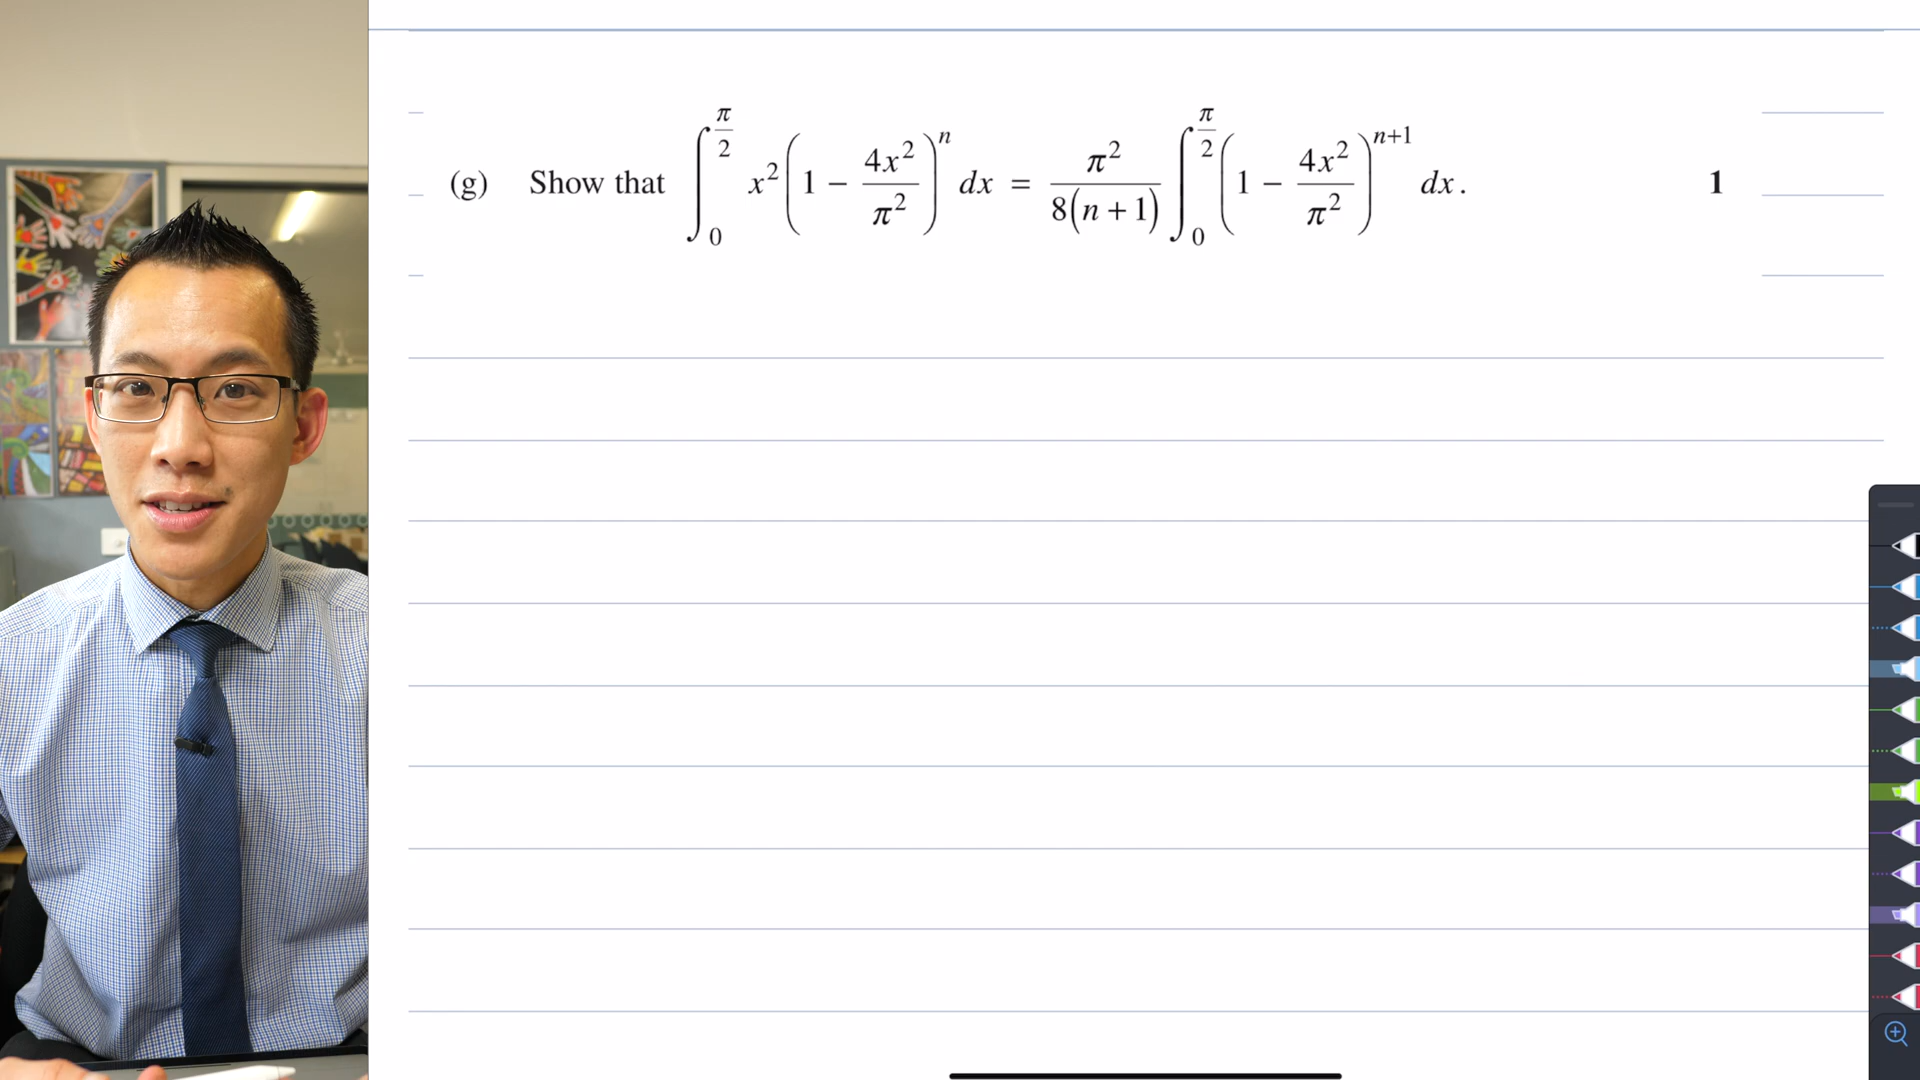 (g) Show that ∫₀^{π/2} x²(1 − 4x²/π²)ⁿ dx = π²/8(n + 1) ∫₀^{π/2} (1 − 4x²/π²)ⁿ⁺¹ dx. 1